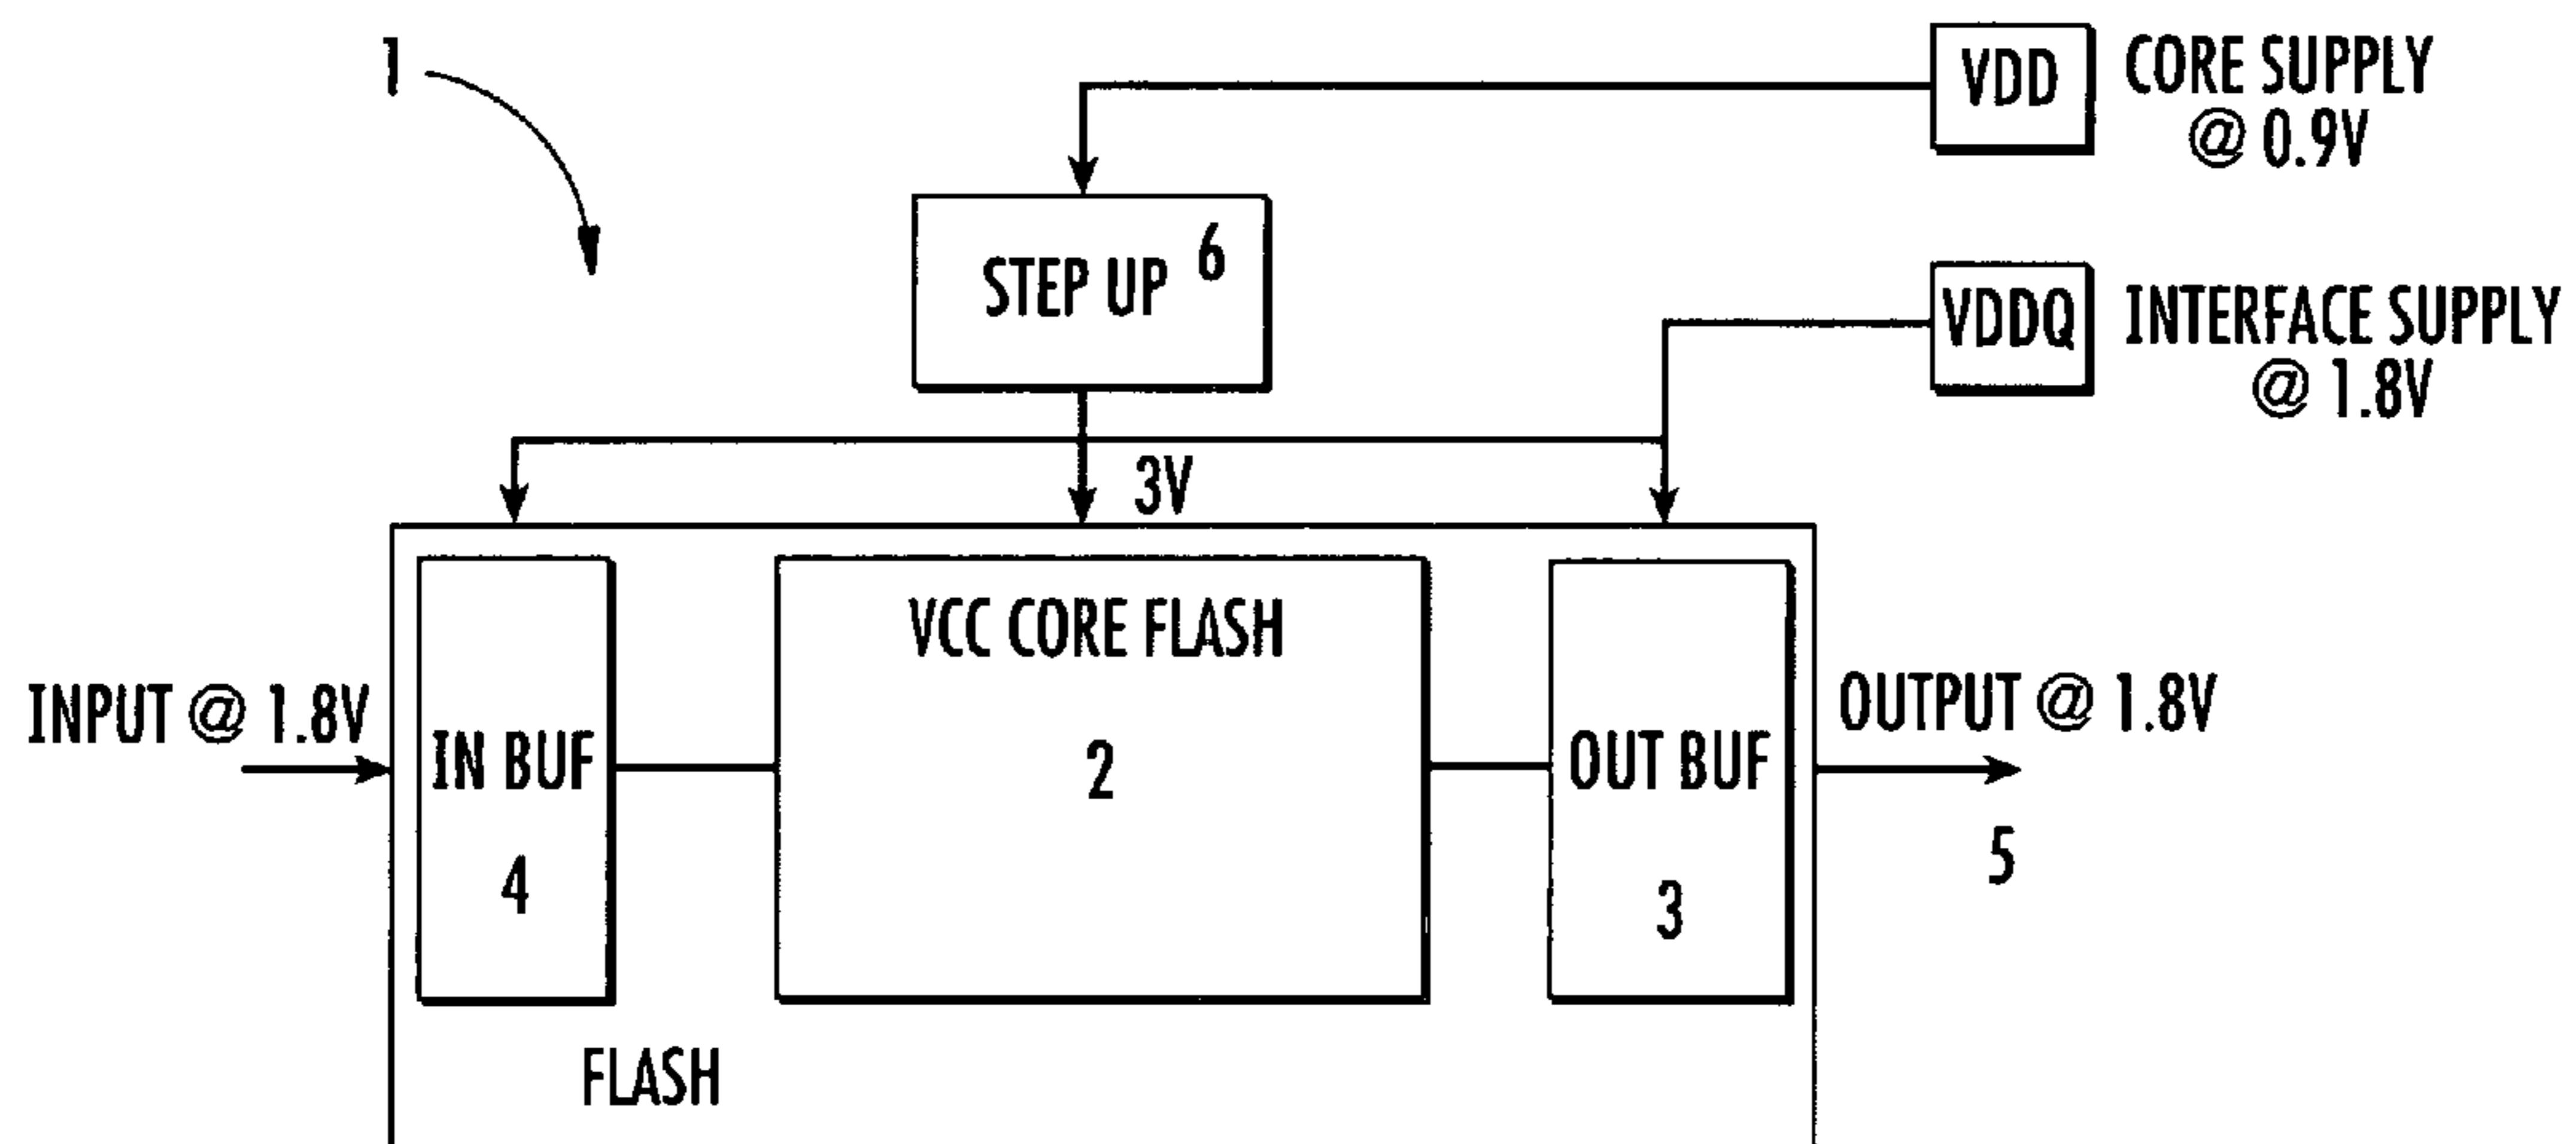 1
VDD
CORE SUPPLY
@ 0.9V
STEP UP 6
VDDQ
INTERFACE SUPPLY
@ 1.8V
3V
INPUT @ 1.8V
IN BUF
4
VCC CORE FLASH
2
OUT BUF
3
OUTPUT @ 1.8V
5
FLASH